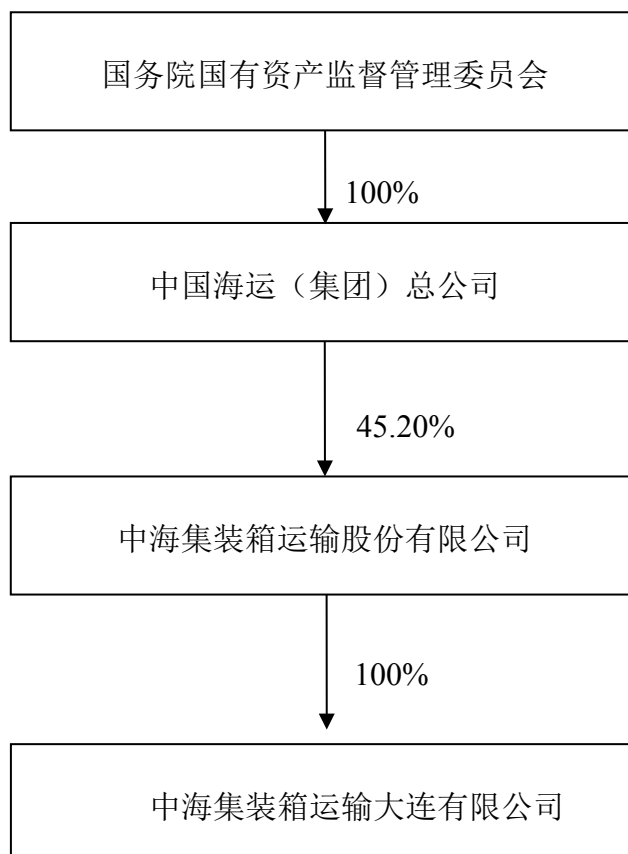 国务院国有资产监督管理委员会
100%
中国海运（集团）总公司
45.20%
中海集装箱运输股份有限公司
100%
中海集装箱运输大连有限公司